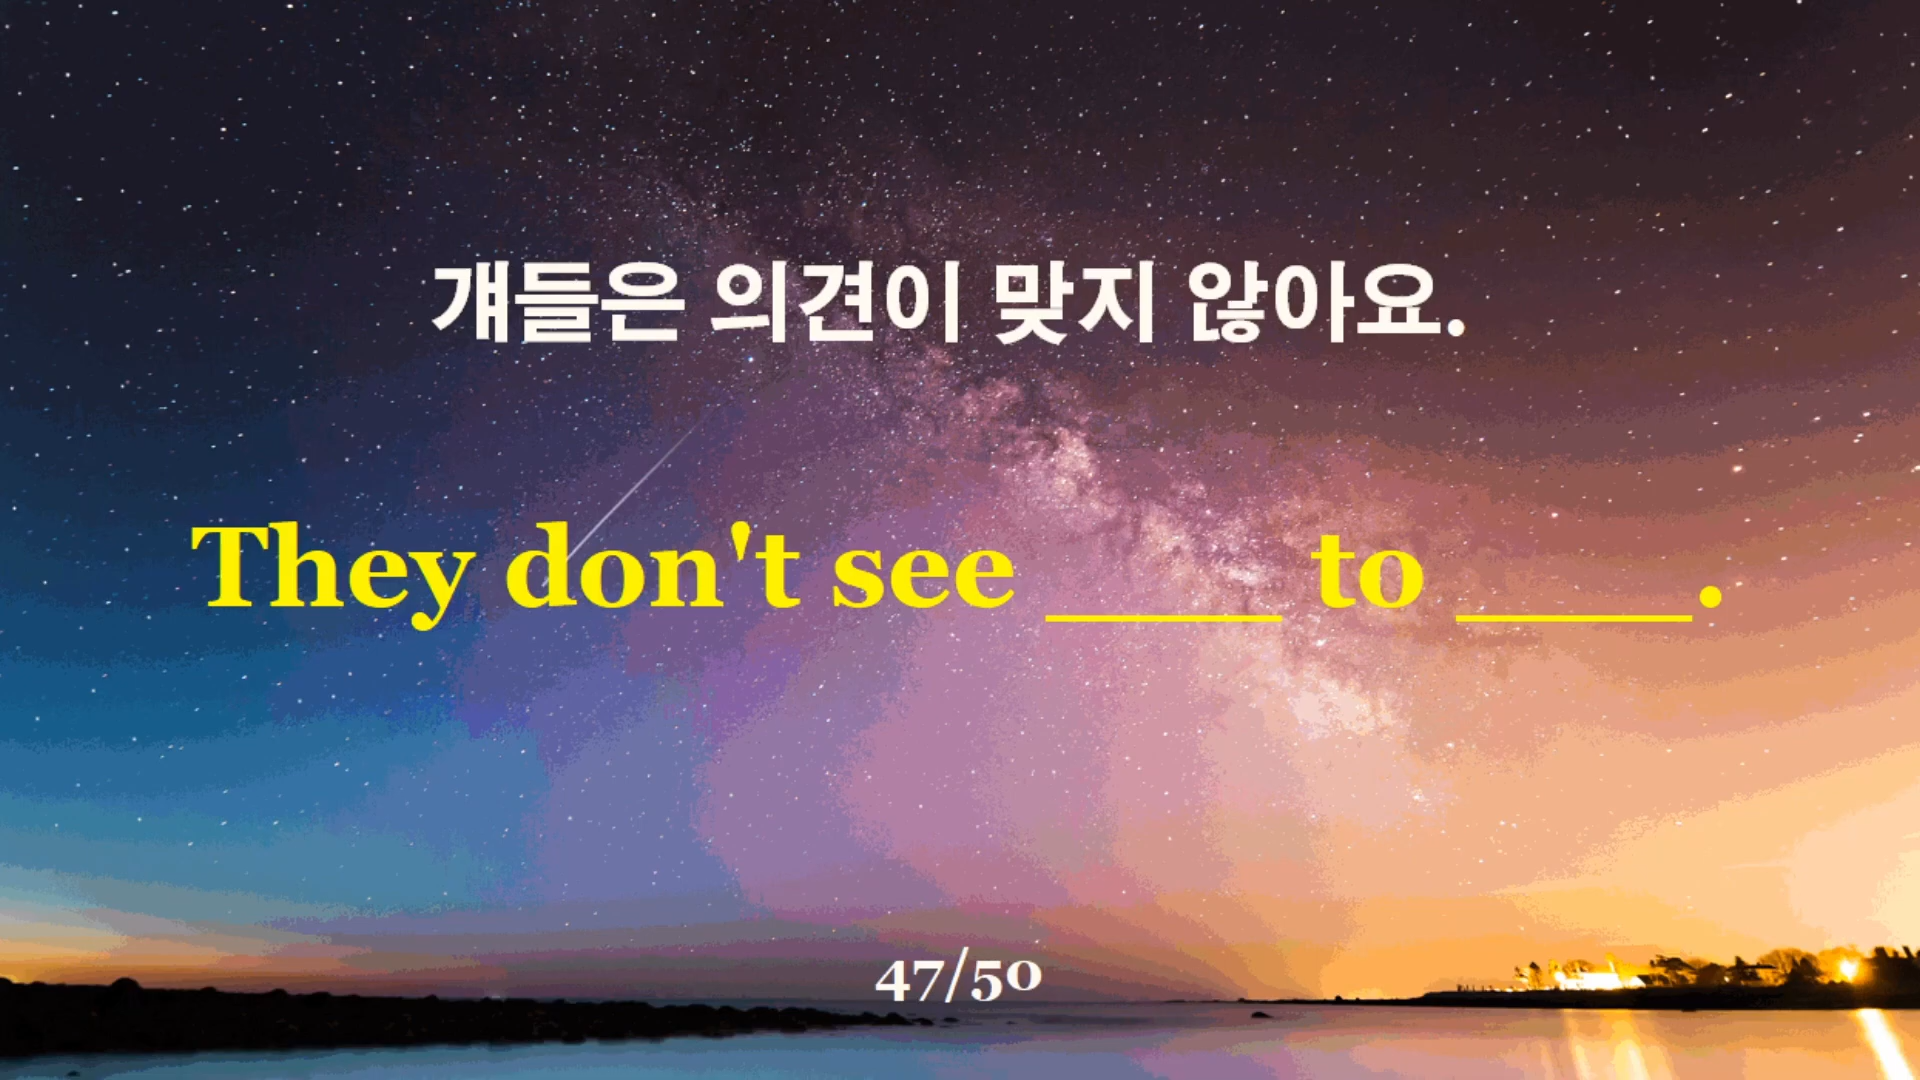 걔들은 의견이 맞지 않아요.
They don't see ____ to ____.
47/50